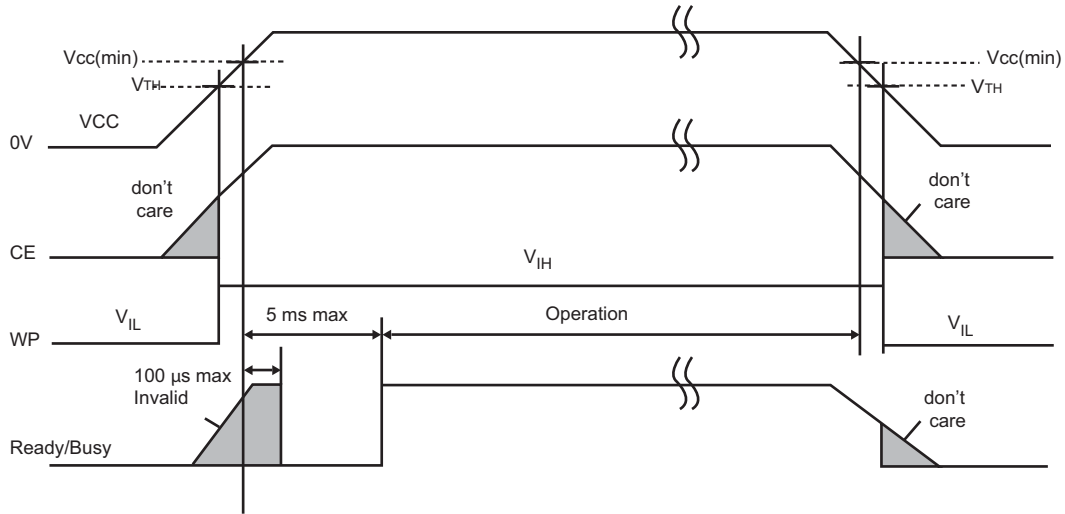 Vcc(min)
Vcc(min)
VTH
VTH
VCC
0V
don't
care
don't
care
CE
VIH
VIL
5 ms max
Operation
VIL
WP
100 µs max
Invalid
don't
care
Ready/Busy